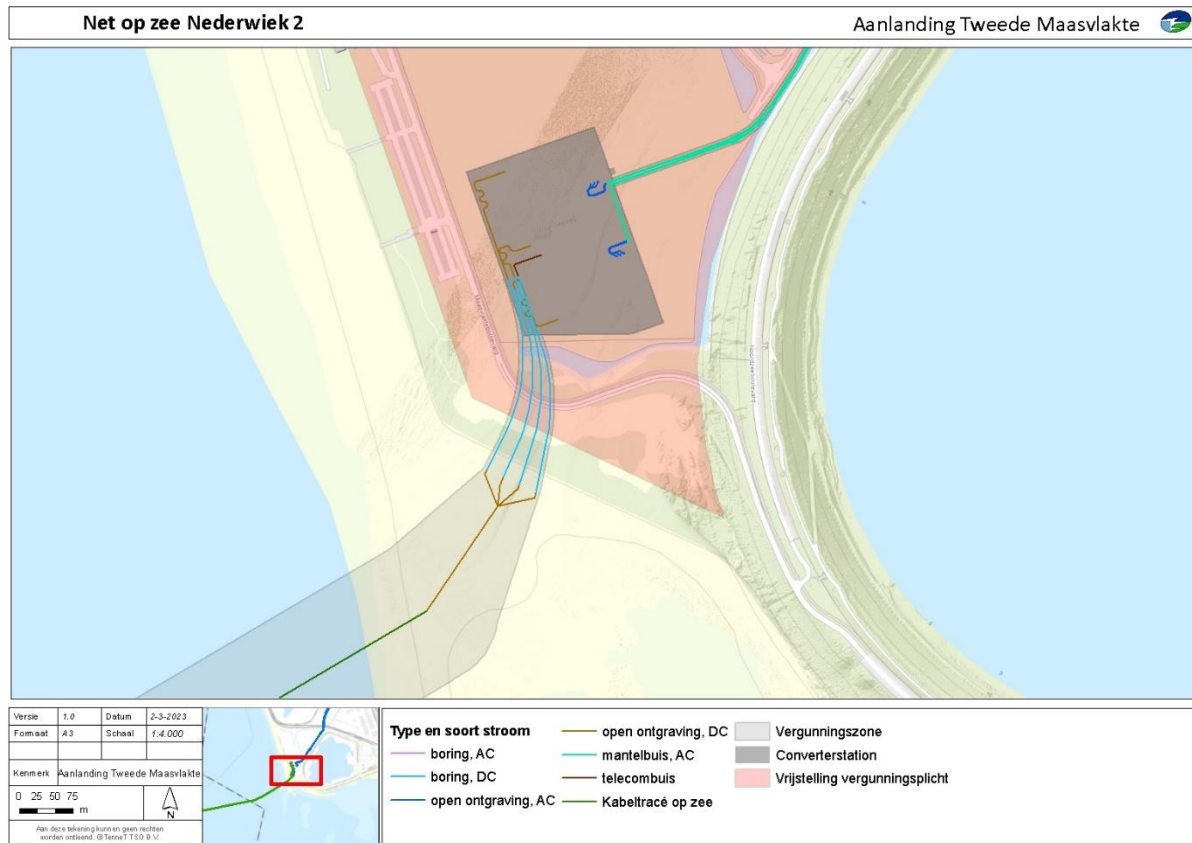 Net op zee Nederwiek 2
Aanlanding Tweede Maasvlakte
Versie 1.0 Datum 2-3-2023
Formaat A3 Schaal 1:4.000
Kenmerk Aanlanding Tweede Maasvlakte
0 25 50 75
m
N
Aan deze tekening kunnen geen rechten
worden ontleend. @TenneT TSO B.V.
Type en soort stroom
boring, AC
boring, DC
open ontgraving, AC
open ontgraving, DC
mantelbuis, AC
telecombuis
Kabeltracé op zee
Vergunningszone
Converterstation
Vrijstelling vergunningsplicht